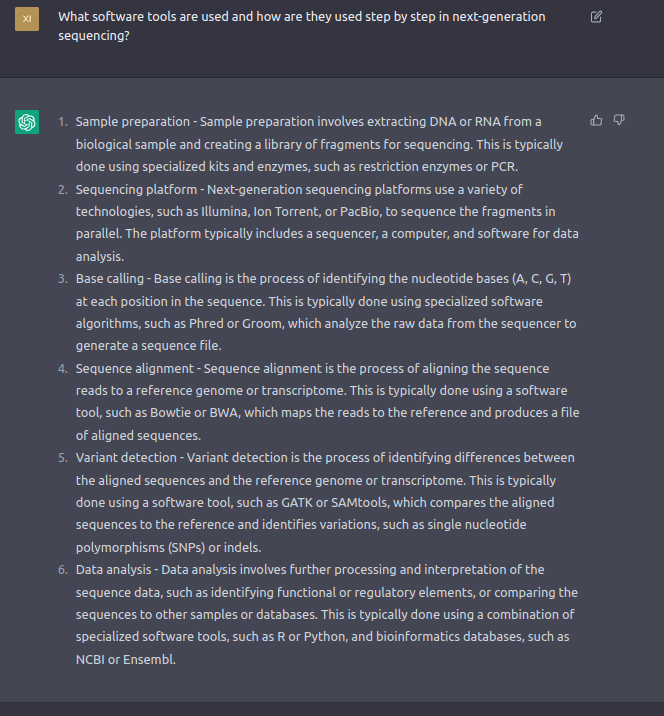 XI
What software tools are used and how are they used step by step in next-generation
sequencing?
1. Sample preparation - Sample preparation involves extracting DNA or RNA from a
biological sample and creating a library of fragments for sequencing. This is typically
done using specialized kits and enzymes, such as restriction enzymes or PCR.
2. Sequencing platform - Next-generation sequencing platforms use a variety of
technologies, such as Illumina, Ion Torrent, or PacBio, to sequence the fragments in
parallel. The platform typically includes a sequencer, a computer, and software for data
analysis.
3. Base calling - Base calling is the process of identifying the nucleotide bases (A, C, G, T)
at each position in the sequence. This is typically done using specialized software
algorithms, such as Phred or Groom, which analyze the raw data from the sequencer to
generate a sequence file.
4. Sequence alignment - Sequence alignment is the process of aligning the sequence
reads to a reference genome or transcriptome. This is typically done using a software
tool, such as Bowtie or BWA, which maps the reads to the reference and produces a file
of aligned sequences.
5. Variant detection - Variant detection is the process of identifying differences between
the aligned sequences and the reference genome or transcriptome. This is typically
done using a software tool, such as GATK or SAMtools, which compares the aligned
sequences to the reference and identifies variations, such as single nucleotide
polymorphisms (SNPs) or indels.
6. Data analysis - Data analysis involves further processing and interpretation of the
sequence data, such as identifying functional or regulatory elements, or comparing the
sequences to other samples or databases. This is typically done using a combination of
specialized software tools, such as R or Python, and bioinformatics databases, such as
NCBI or Ensembl.